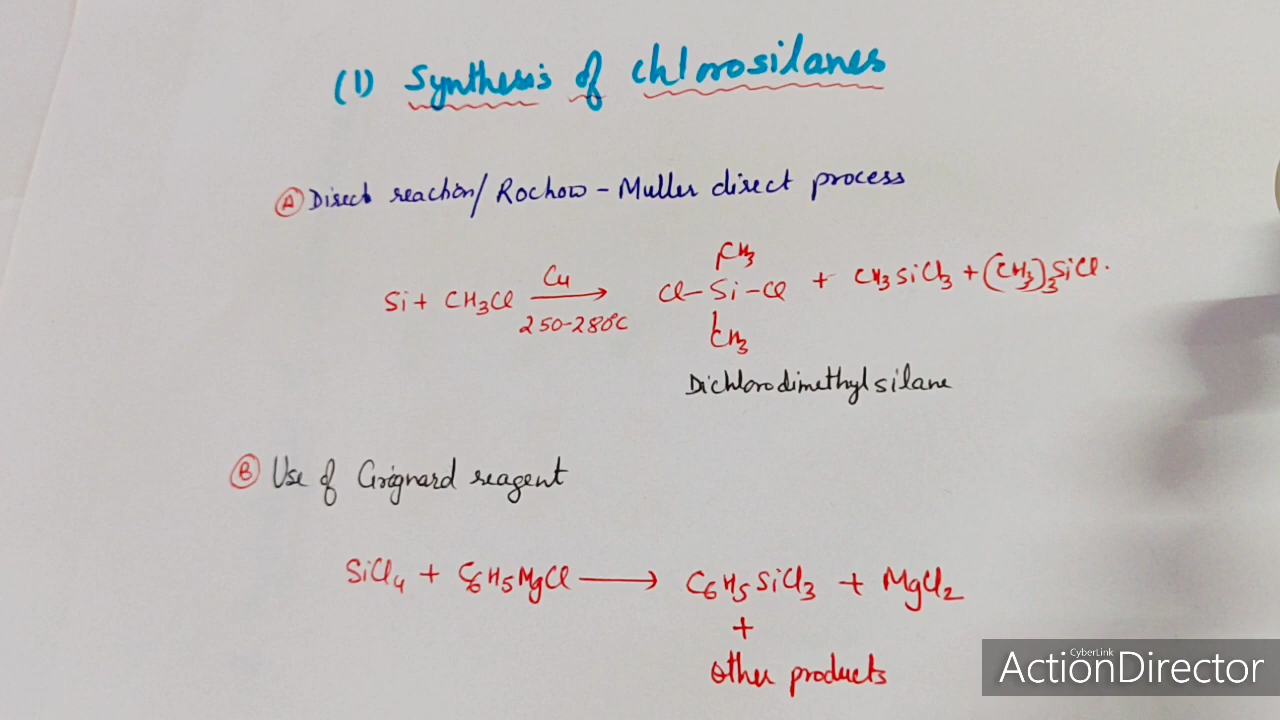 (1) Synthesis of chlorosilanes
(A) Direct reaction/ Rochow - Muller direct process
CH3
Si + CH3Cl Cu → Cl-Si-Cl + CH3SiCl3 + (CH3)3SiCl.
250-280°C
CH3
Dichlorodimethylsilane
(B) Use of Grignard reagent
SiCl4 + C6H5MgCl → C6H5SiCl3 + MgCl2
+
other products
CyberLink
ActionDirector